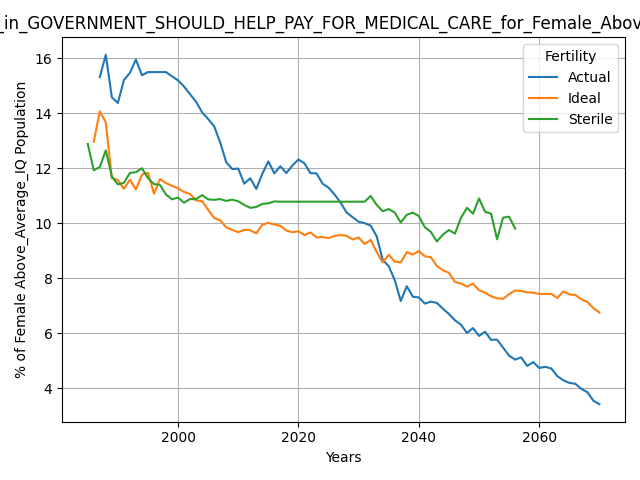 _in_GOVERNMENT_SHOULD_HELP_PAY_FOR_MEDICAL_CARE_for_Female_Abov
% of Female Above_Average_IQ Population
16
14
12
10
8
6
4
Fertility
Actual
Ideal
Sterile
2000
2020
2040
2060
Years